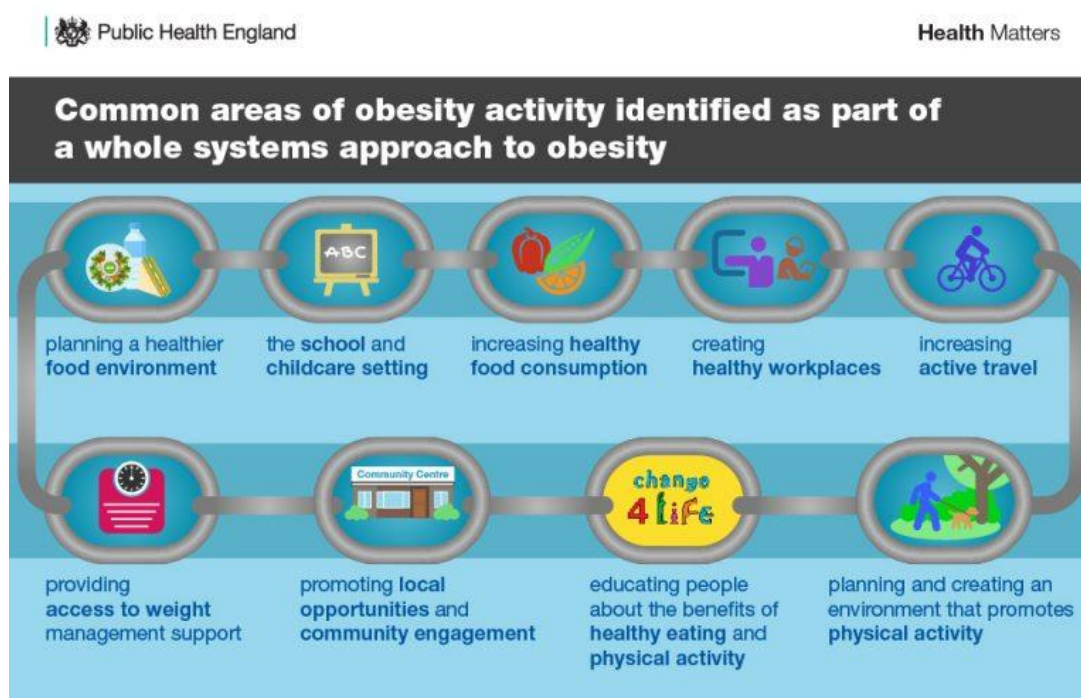 Public Health England
Health Matters
Common areas of obesity activity identified as part of
a whole systems approach to obesity
ABC
planning a healthier
food environment
the school and
childcare setting
increasing healthy
food consumption
creating
healthy workplaces
increasing
active travel
Community Centre
change
4 life
providing
access to weight
management support
promoting local
opportunities and
community engagement
educating people
about the benefits of
healthy eating and
physical activity
planning and creating an
environment that promotes
physical activity